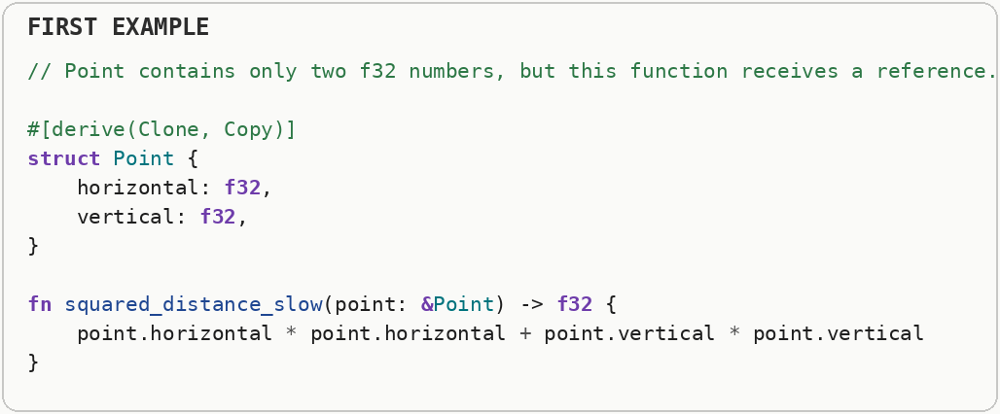 FIRST EXAMPLE
// Point contains only two f32 numbers, but this function receives a reference.
#[derive(Clone, Copy)]
struct Point {
    horizontal: f32,
    vertical: f32,
}
fn squared_distance_slow(point: &Point) -> f32 {
    point.horizontal * point.horizontal + point.vertical * point.vertical
}